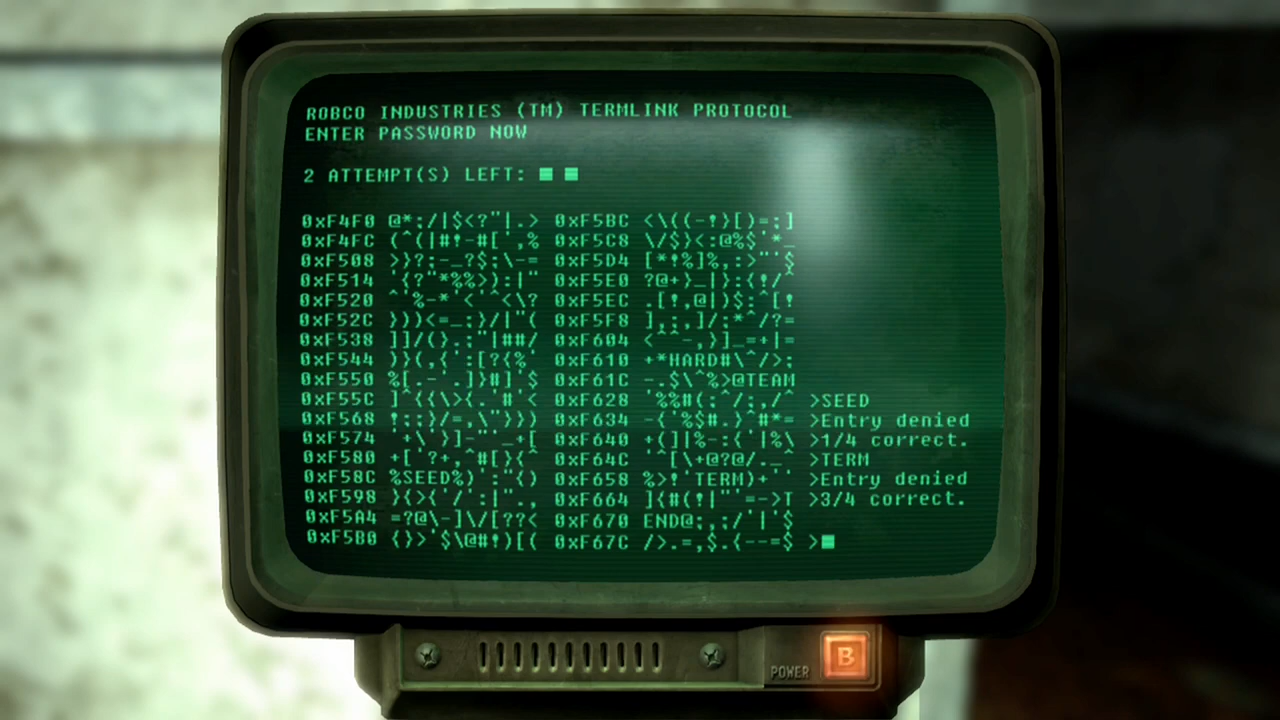 ROBCO INDUSTRIES (TM) TERMLINK PROTOCOL
ENTER PASSWORD NOW
2 ATTEMPT(S) LEFT:
0xF4F0 @*;/|$<?"|.> 0xF5BC <\((-!}[)=;]
0xF4FC (^(|#!-#[',% 0xF5C8 \/$}<:@%$'*_
0xF508 >}?:-_?$;\-= 0xF5D4 [*!%]%,:>"'$
0xF514 '{?"*%%>):|" 0xF5E0 ?@+}_|}:{!/^
0xF520 ^'%-*'<'^<\? 0xF5EC .[!,@|)$:^[!
0xF52C }))<=_;}/|"( 0xF5F8 ],;,]/;*^/?=
0xF538 ]]/(}.;"|##/ 0xF604 <^^-,}]_=+|=
0xF544 }}(,{':[?{%' 0xF610 +*HARD#\^/>;
0xF550 %[.-'.]}#]'$ 0xF61C -.$\^%>@TEAM
0xF55C ]^{{\>{.'#'< 0xF628 '%%#(:^/:,/^ >SEED
0xF568 !:;}/=,\"})) 0xF634 -{'%$#.}^#*= >Entry denied
0xF574 '+\'}]-"'_+[ 0xF640 +(]|%-:{'|%\ >1/4 correct.
0xF580 +['?+,^#[}{^ 0xF64C '^[\+@?@/._^ >TERM
0xF58C %SEED%)':"{) 0xF658 %>!'TERM)+'' >Entry denied
0xF598 }{>{'/':|"., 0xF664 ]{#(!|"'=->T >3/4 correct.
0xF5A4 =?@\-]\/[??< 0xF670 END@:,:/'|'$
0xF5B0 {}>'$\@#!)[( 0xF67C />.=,$.{--=$ >
POWER
B